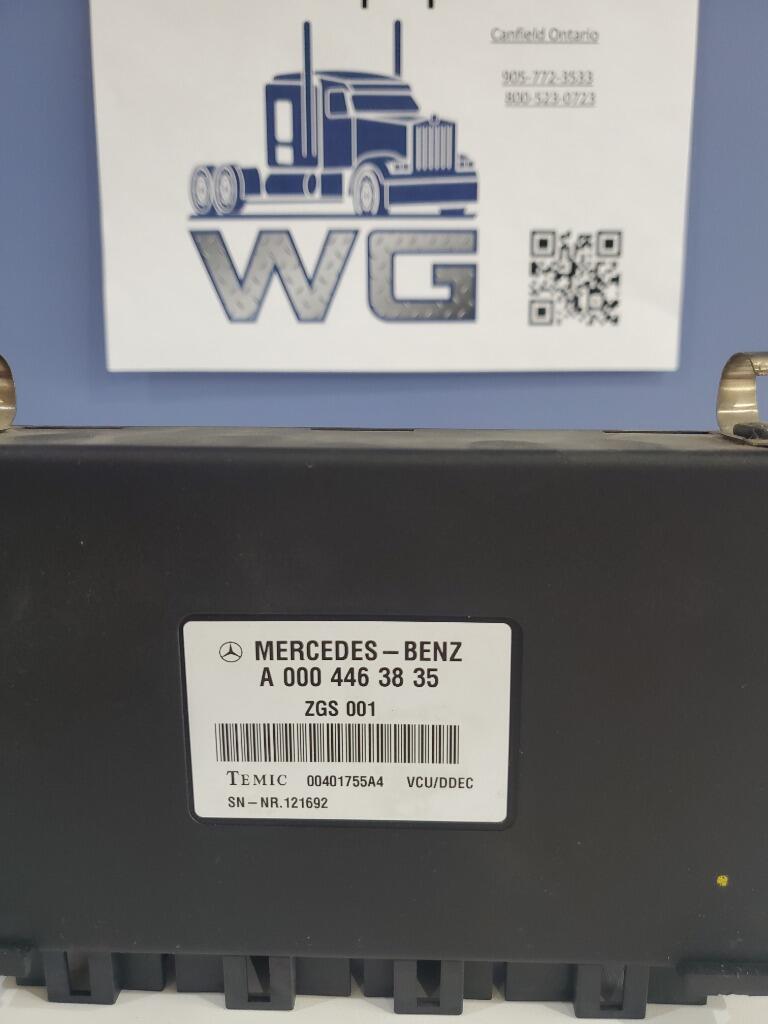 Canfield Ontario
905-772-3533
800-523-0723
WG
MERCEDES-BENZ
A 000 446 38 35
ZGS 001
TEMIC 00401755A4 VCU/DDEC
SN-NR.121692